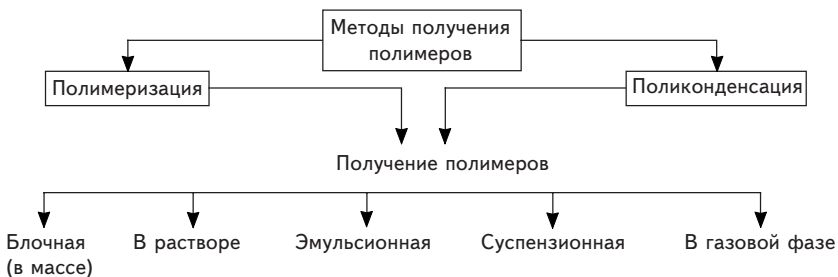 Методы получения
полимеров
Полимеризация
Поликонденсация
Получение полимеров
Блочная
(в массе)
В растворе
Эмульсионная
Суспензионная
В газовой фазе